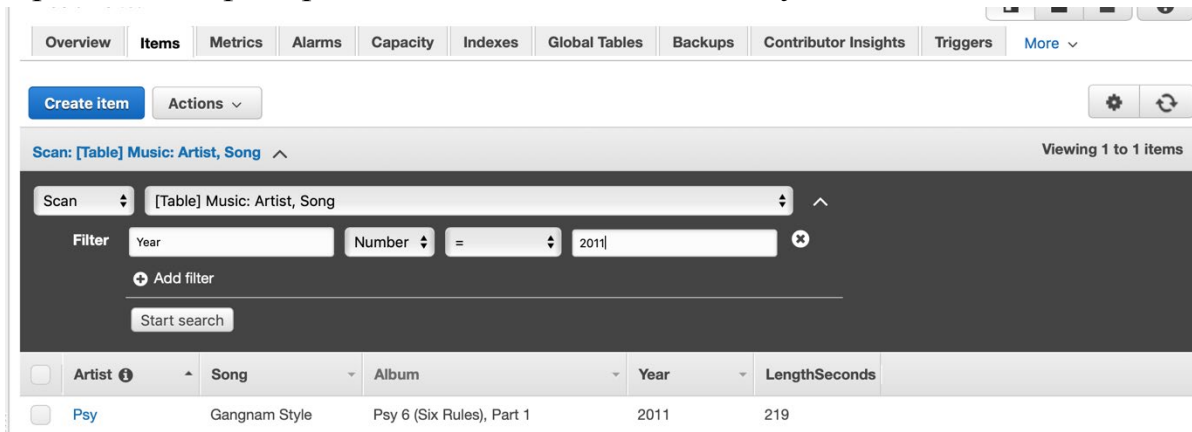 Overview Items Metrics Alarms Capacity Indexes Global Tables Backups Contributor Insights Triggers More
Create item Actions
Scan: [Table] Music: Artist, Song Viewing 1 to 1 items
Scan [Table] Music: Artist, Song
Filter Year Number = 2011
Add filter
Start search
Artist Song Album Year LengthSeconds
Psy Gangnam Style Psy 6 (Six Rules), Part 1 2011 219